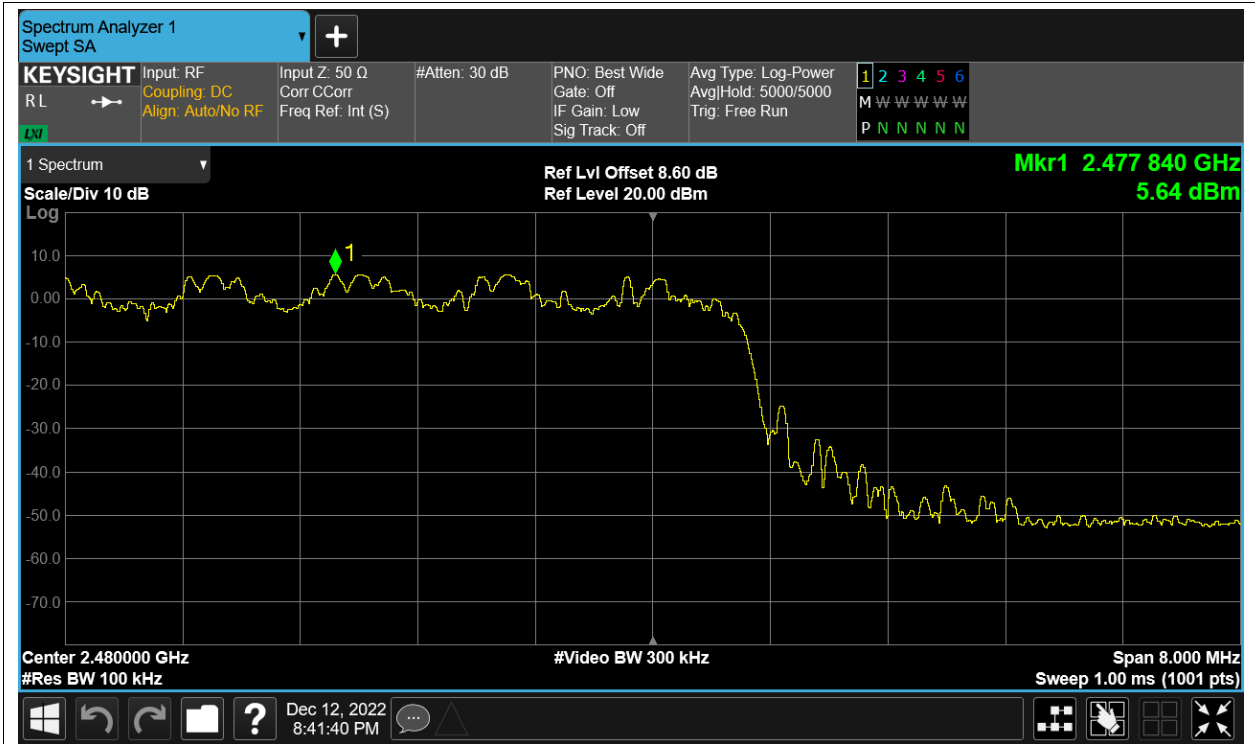 Spectrum Analyzer 1
Swept SA
KEYSIGHT
R L
LXI
Input: RF
Coupling: DC
Align: Auto/No RF
Input Z: 50 Ω
Corr CCorr
Freq Ref: Int (S)
#Atten: 30 dB
PNO: Best Wide
Gate: Off
IF Gain: Low
Sig Track: Off
Avg Type: Log-Power
Avg|Hold: 5000/5000
Trig: Free Run
1 2 3 4 5 6
M W W W W W
P N N N N N
1 Spectrum
Scale/Div 10 dB
Log
Ref Lvl Offset 8.60 dB
Ref Level 20.00 dBm
Mkr1 2.477 840 GHz
5.64 dBm
1
10.0
0.00
-10.0
-20.0
-30.0
-40.0
-50.0
-60.0
-70.0
Center 2.480000 GHz
#Res BW 100 kHz
#Video BW 300 kHz
Span 8.000 MHz
Sweep 1.00 ms (1001 pts)
?
Dec 12, 2022
8:41:40 PM